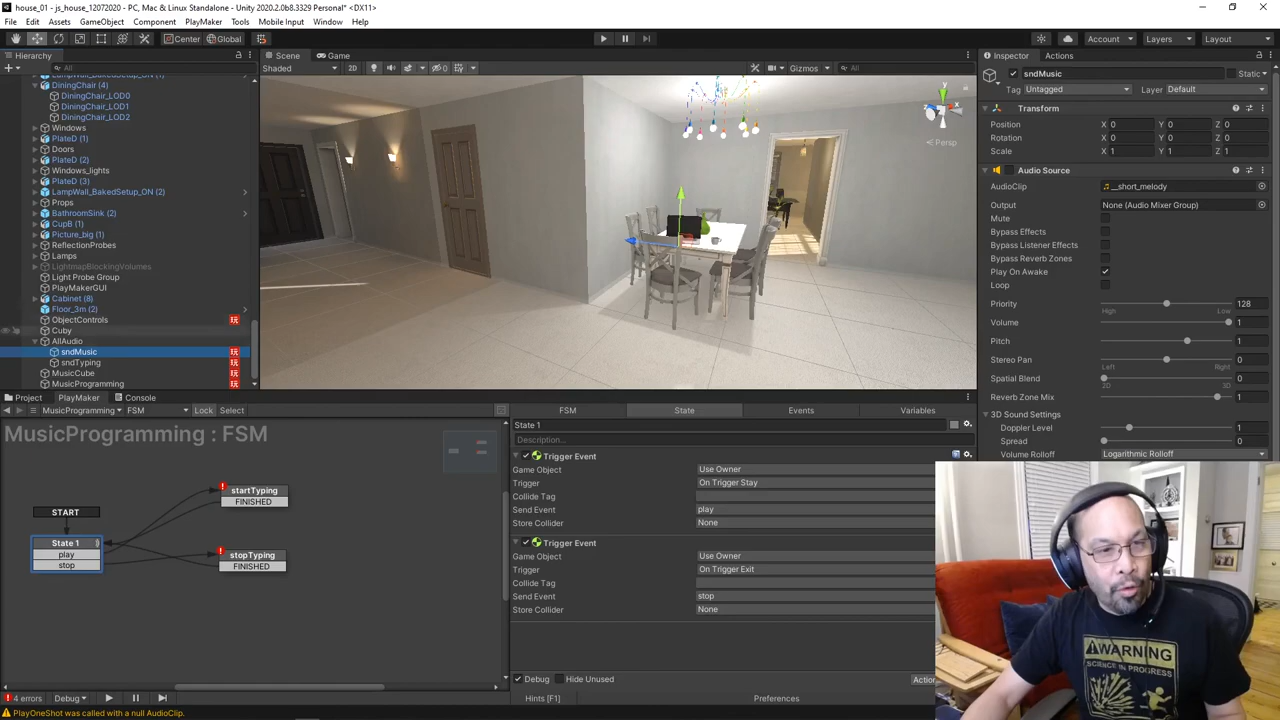 house_01 - js_house_12072020 - PC, Mac & Linux Standalone - Unity 2020.2.0b8.3329 Personal* <DX11>
File Edit Assets GameObject Component PlayMaker Tools Mobile Input Window Help
Center Global Account Layers Layout
Hierarchy
All
LampWall_BakedSetup_ON (1)
DiningChair (4)
DiningChair_LOD0
DiningChair_LOD1
DiningChair_LOD2
Windows
PlateD (1)
Doors
PlateD (2)
Windows_lights
PlateD (3)
LampWall_BakedSetup_ON (2)
Props
BathroomSink (2)
CupB (1)
Picture_big (1)
ReflectionProbes
Lamps
LightmapBlockingVolumes
Light Probe Group
PlayMakerGUI
Cabinet (8)
Floor_3m (2)
ObjectControls 玩
Cuby
AllAudio
sndMusic 玩
sndTyping 玩
MusicCube 玩
MusicProgramming 玩
Scene Game
Shaded 2D 0 Gizmos All
y
x
Persp
Inspector Actions
sndMusic Static
Tag Untagged Layer Default
Transform
Position X 0 Y 0 Z 0
Rotation X 0 Y 0 Z 0
Scale X 1 Y 1 Z 1
Audio Source
AudioClip __short_melody
Output None (Audio Mixer Group)
Mute
Bypass Effects
Bypass Listener Effects
Bypass Reverb Zones
Play On Awake
Loop
Priority 128
High Low
Volume 1
Pitch 1
Stereo Pan 0
Left Right
Spatial Blend 0
2D 3D
Reverb Zone Mix 1
3D Sound Settings
Doppler Level 1
Spread 0
Volume Rolloff Logarithmic Rolloff
Project PlayMaker Console
MusicProgramming FSM Lock Select
MusicProgramming : FSM
START
State 1
play
stop
startTyping
FINISHED
stopTyping
FINISHED
4 errors Debug
PlayOneShot was called with a null AudioClip.
FSM State Events Variables
State 1
Description...
Trigger Event
Game Object Use Owner
Trigger On Trigger Stay
Collide Tag
Send Event play
Store Collider None
Trigger Event
Game Object Use Owner
Trigger On Trigger Exit
Collide Tag
Send Event stop
Store Collider None
Debug Hide Unused Action
Hints [F1] Preferences
WARNING
SCIENCE IN PROGRESS